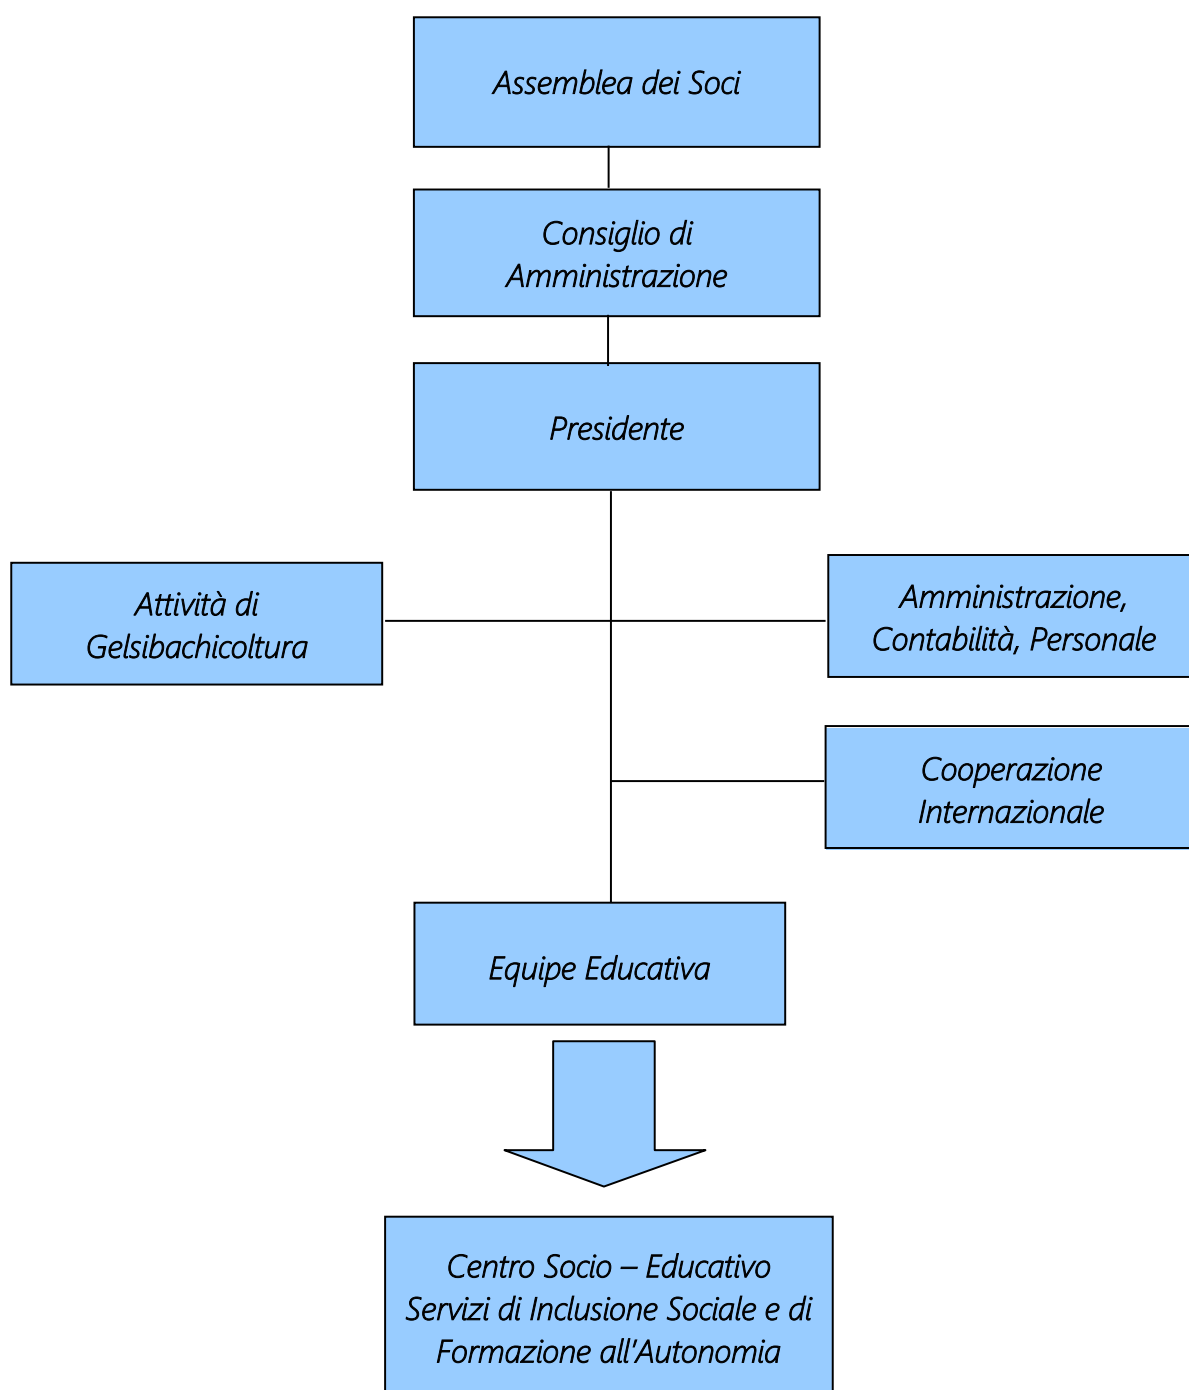 Assemblea dei Soci
Consiglio di
Amministrazione
Presidente
Attività di
Gelsibachicoltura
Amministrazione,
Contabilità, Personale
Cooperazione
Internazionale
Equipe Educativa
Centro Socio – Educativo
Servizi di Inclusione Sociale e di
Formazione all'Autonomia